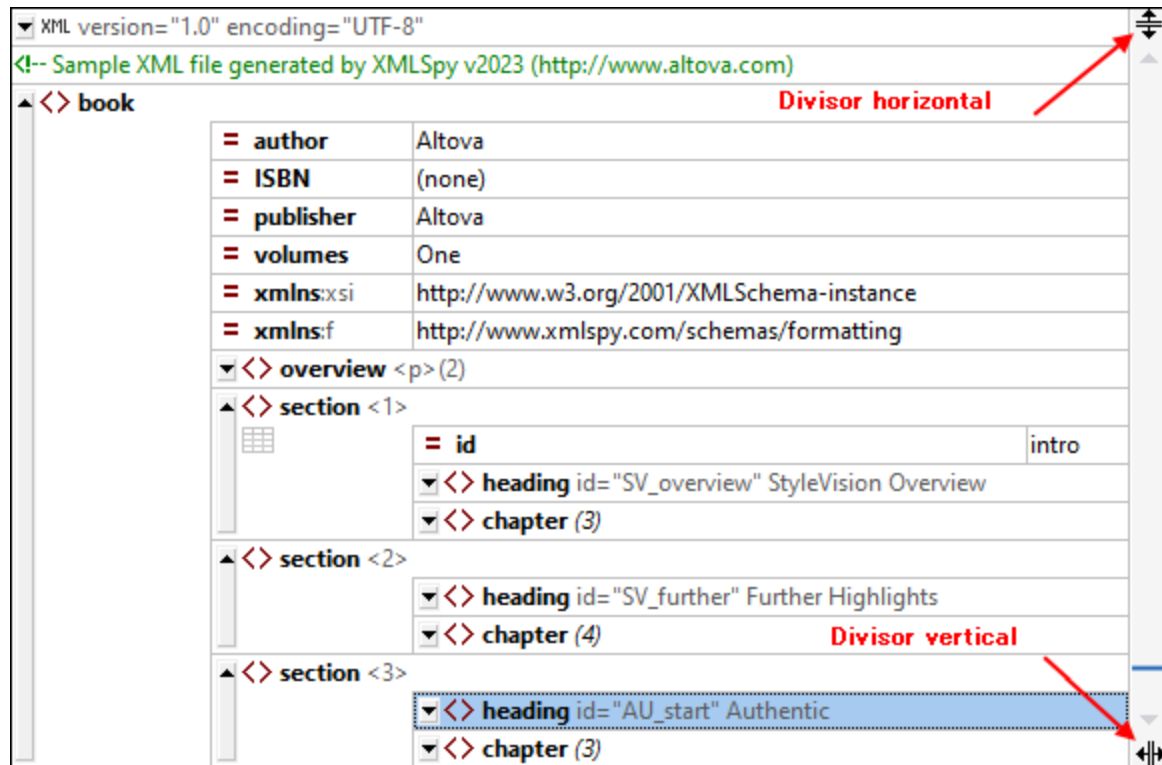 XML version="1.0" encoding="UTF-8"
<!-- Sample XML file generated by XMLSpy v2023 (http://www.altova.com)
<> book
Divisor horizontal
= author Altova
= ISBN (none)
= publisher Altova
= volumes One
= xmlns:xsi http://www.w3.org/2001/XMLSchema-instance
= xmlns:f http://www.xmlspy.com/schemas/formatting
<> overview <p>(2)
<> section <1>
= id intro
<> heading id="SV_overview" StyleVision Overview
<> chapter (3)
<> section <2>
<> heading id="SV_further" Further Highlights
<> chapter (4)
Divisor vertical
<> section <3>
<> heading id="AU_start" Authentic
<> chapter (3)